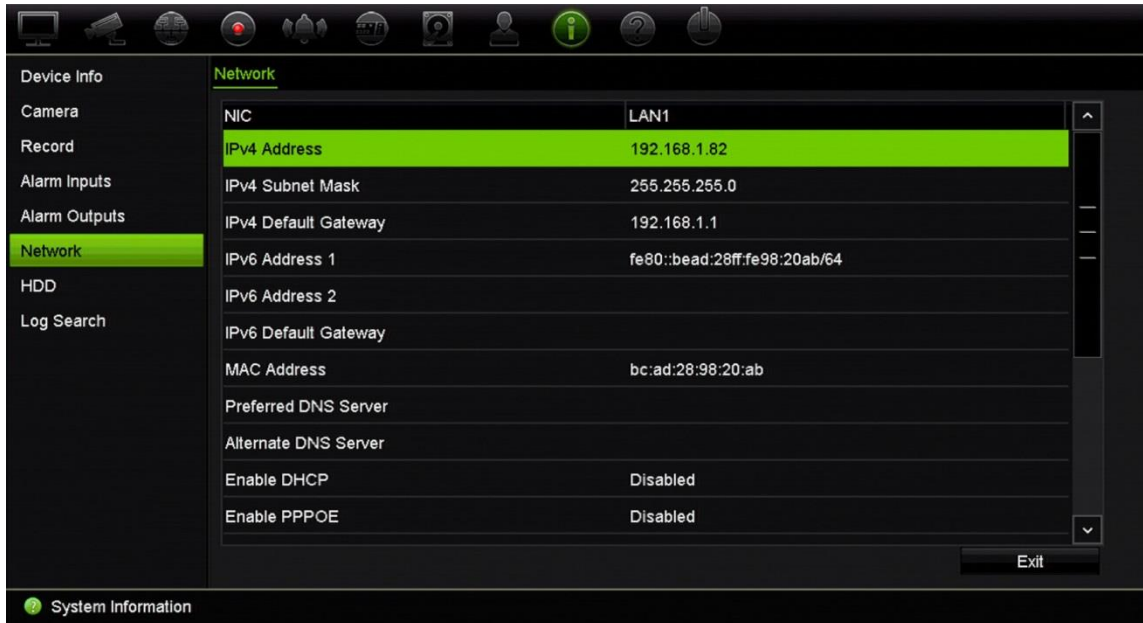 Device Info
Camera
Record
Alarm Inputs
Alarm Outputs
Network
HDD
Log Search
Network
NIC LAN1
IPv4 Address 192.168.1.82
IPv4 Subnet Mask 255.255.255.0
IPv4 Default Gateway 192.168.1.1
IPv6 Address 1 fe80::bead:28ff:fe98:20ab/64
IPv6 Address 2
IPv6 Default Gateway
MAC Address bc:ad:28:98:20:ab
Preferred DNS Server
Alternate DNS Server
Enable DHCP Disabled
Enable PPPOE Disabled
Exit
System Information